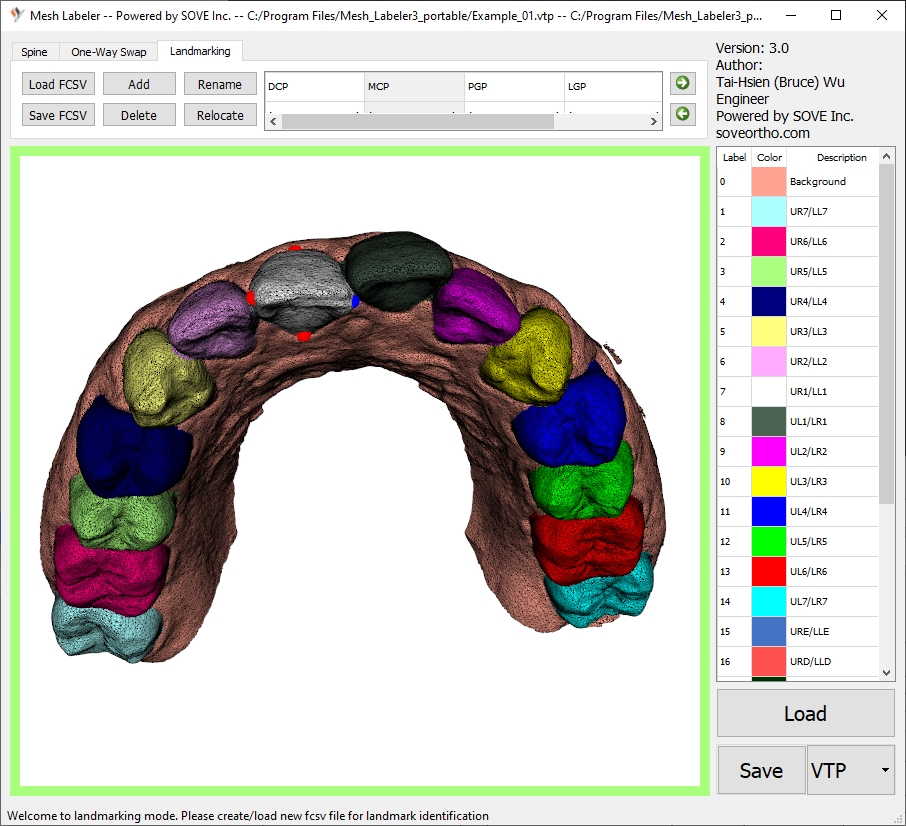 Mesh Labeler -- Powered by SOVE Inc. -- C:/Program Files/Mesh_Labeler3_portable/Example_01.vtp -- C:/Program Files/Mesh_Labeler3_p...
Spine One-Way Swap Landmarking
Load FCSV Add Rename
Save FCSV Delete Relocate
DCP MCP PGP LGP
Version: 3.0
Author:
Tai-Hsien (Bruce) Wu
Engineer
Powered by SOVE Inc.
soveortho.com
Label Color Description
0 Background
1 UR7/LL7
2 UR6/LL6
3 UR5/LL5
4 UR4/LL4
5 UR3/LL3
6 UR2/LL2
7 UR1/LL1
8 UL1/LR1
9 UL2/LR2
10 UL3/LR3
11 UL4/LR4
12 UL5/LR5
13 UL6/LR6
14 UL7/LR7
15 URE/LLE
16 URD/LLD
Load
Save VTP
Welcome to landmarking mode. Please create/load new fcsv file for landmark identification